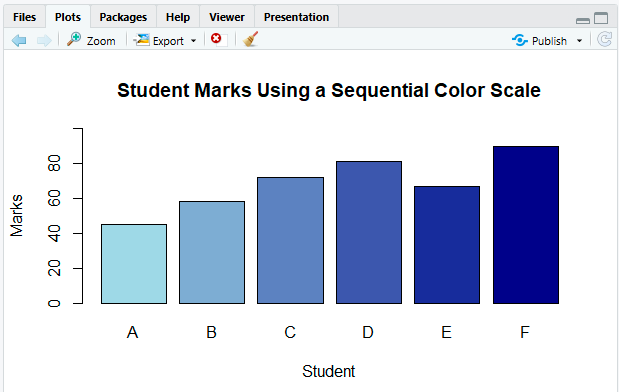 Files Plots Packages Help Viewer Presentation
Zoom Export Publish
Student Marks Using a Sequential Color Scale
Marks
80
60
40
20
0
A B C D E F
Student